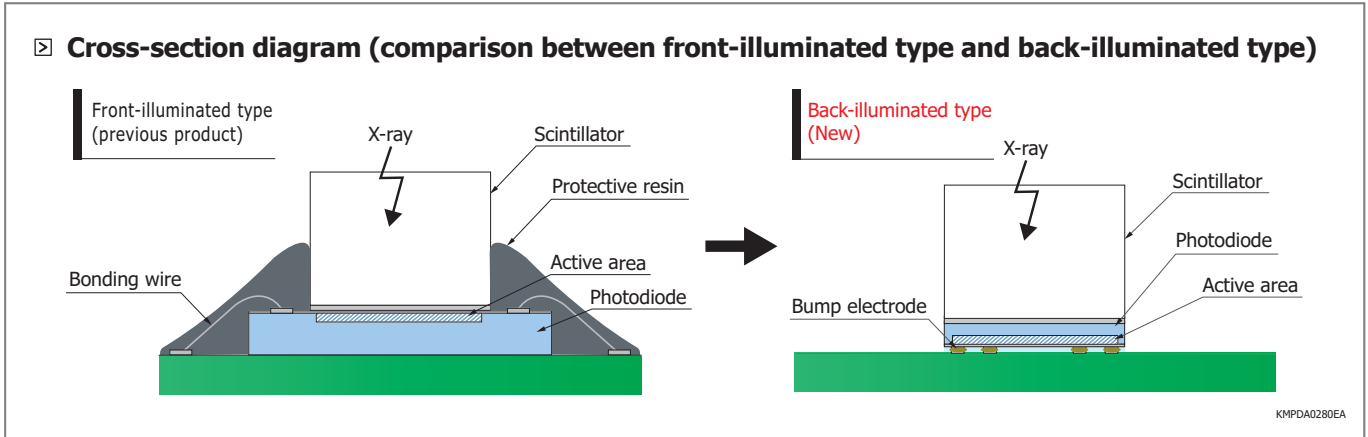 Cross-section diagram (comparison between front-illuminated type and back-illuminated type)
Front-illuminated type
(previous product)
X-ray
Scintillator
Protective resin
Bonding wire
Active area
Photodiode
Back-illuminated type
(New)
X-ray
Scintillator
Photodiode
Active area
Bump electrode
KMPDA0280EA